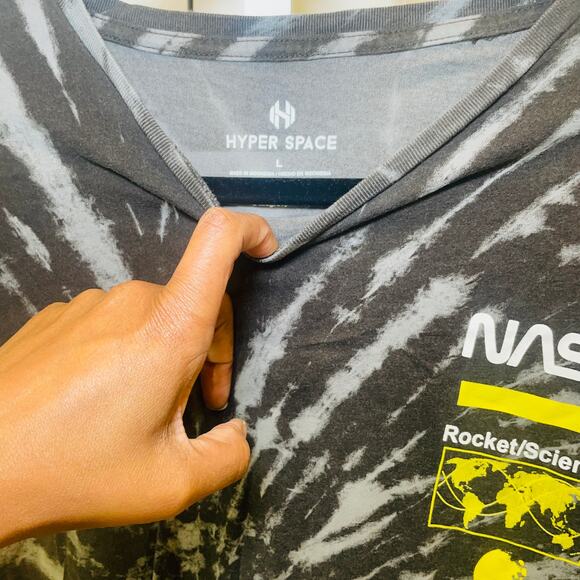 HYPER SPACE
L
MADE IN INDONESIA / HECHO EN INDONESIA
NAS
Rocket/Scien